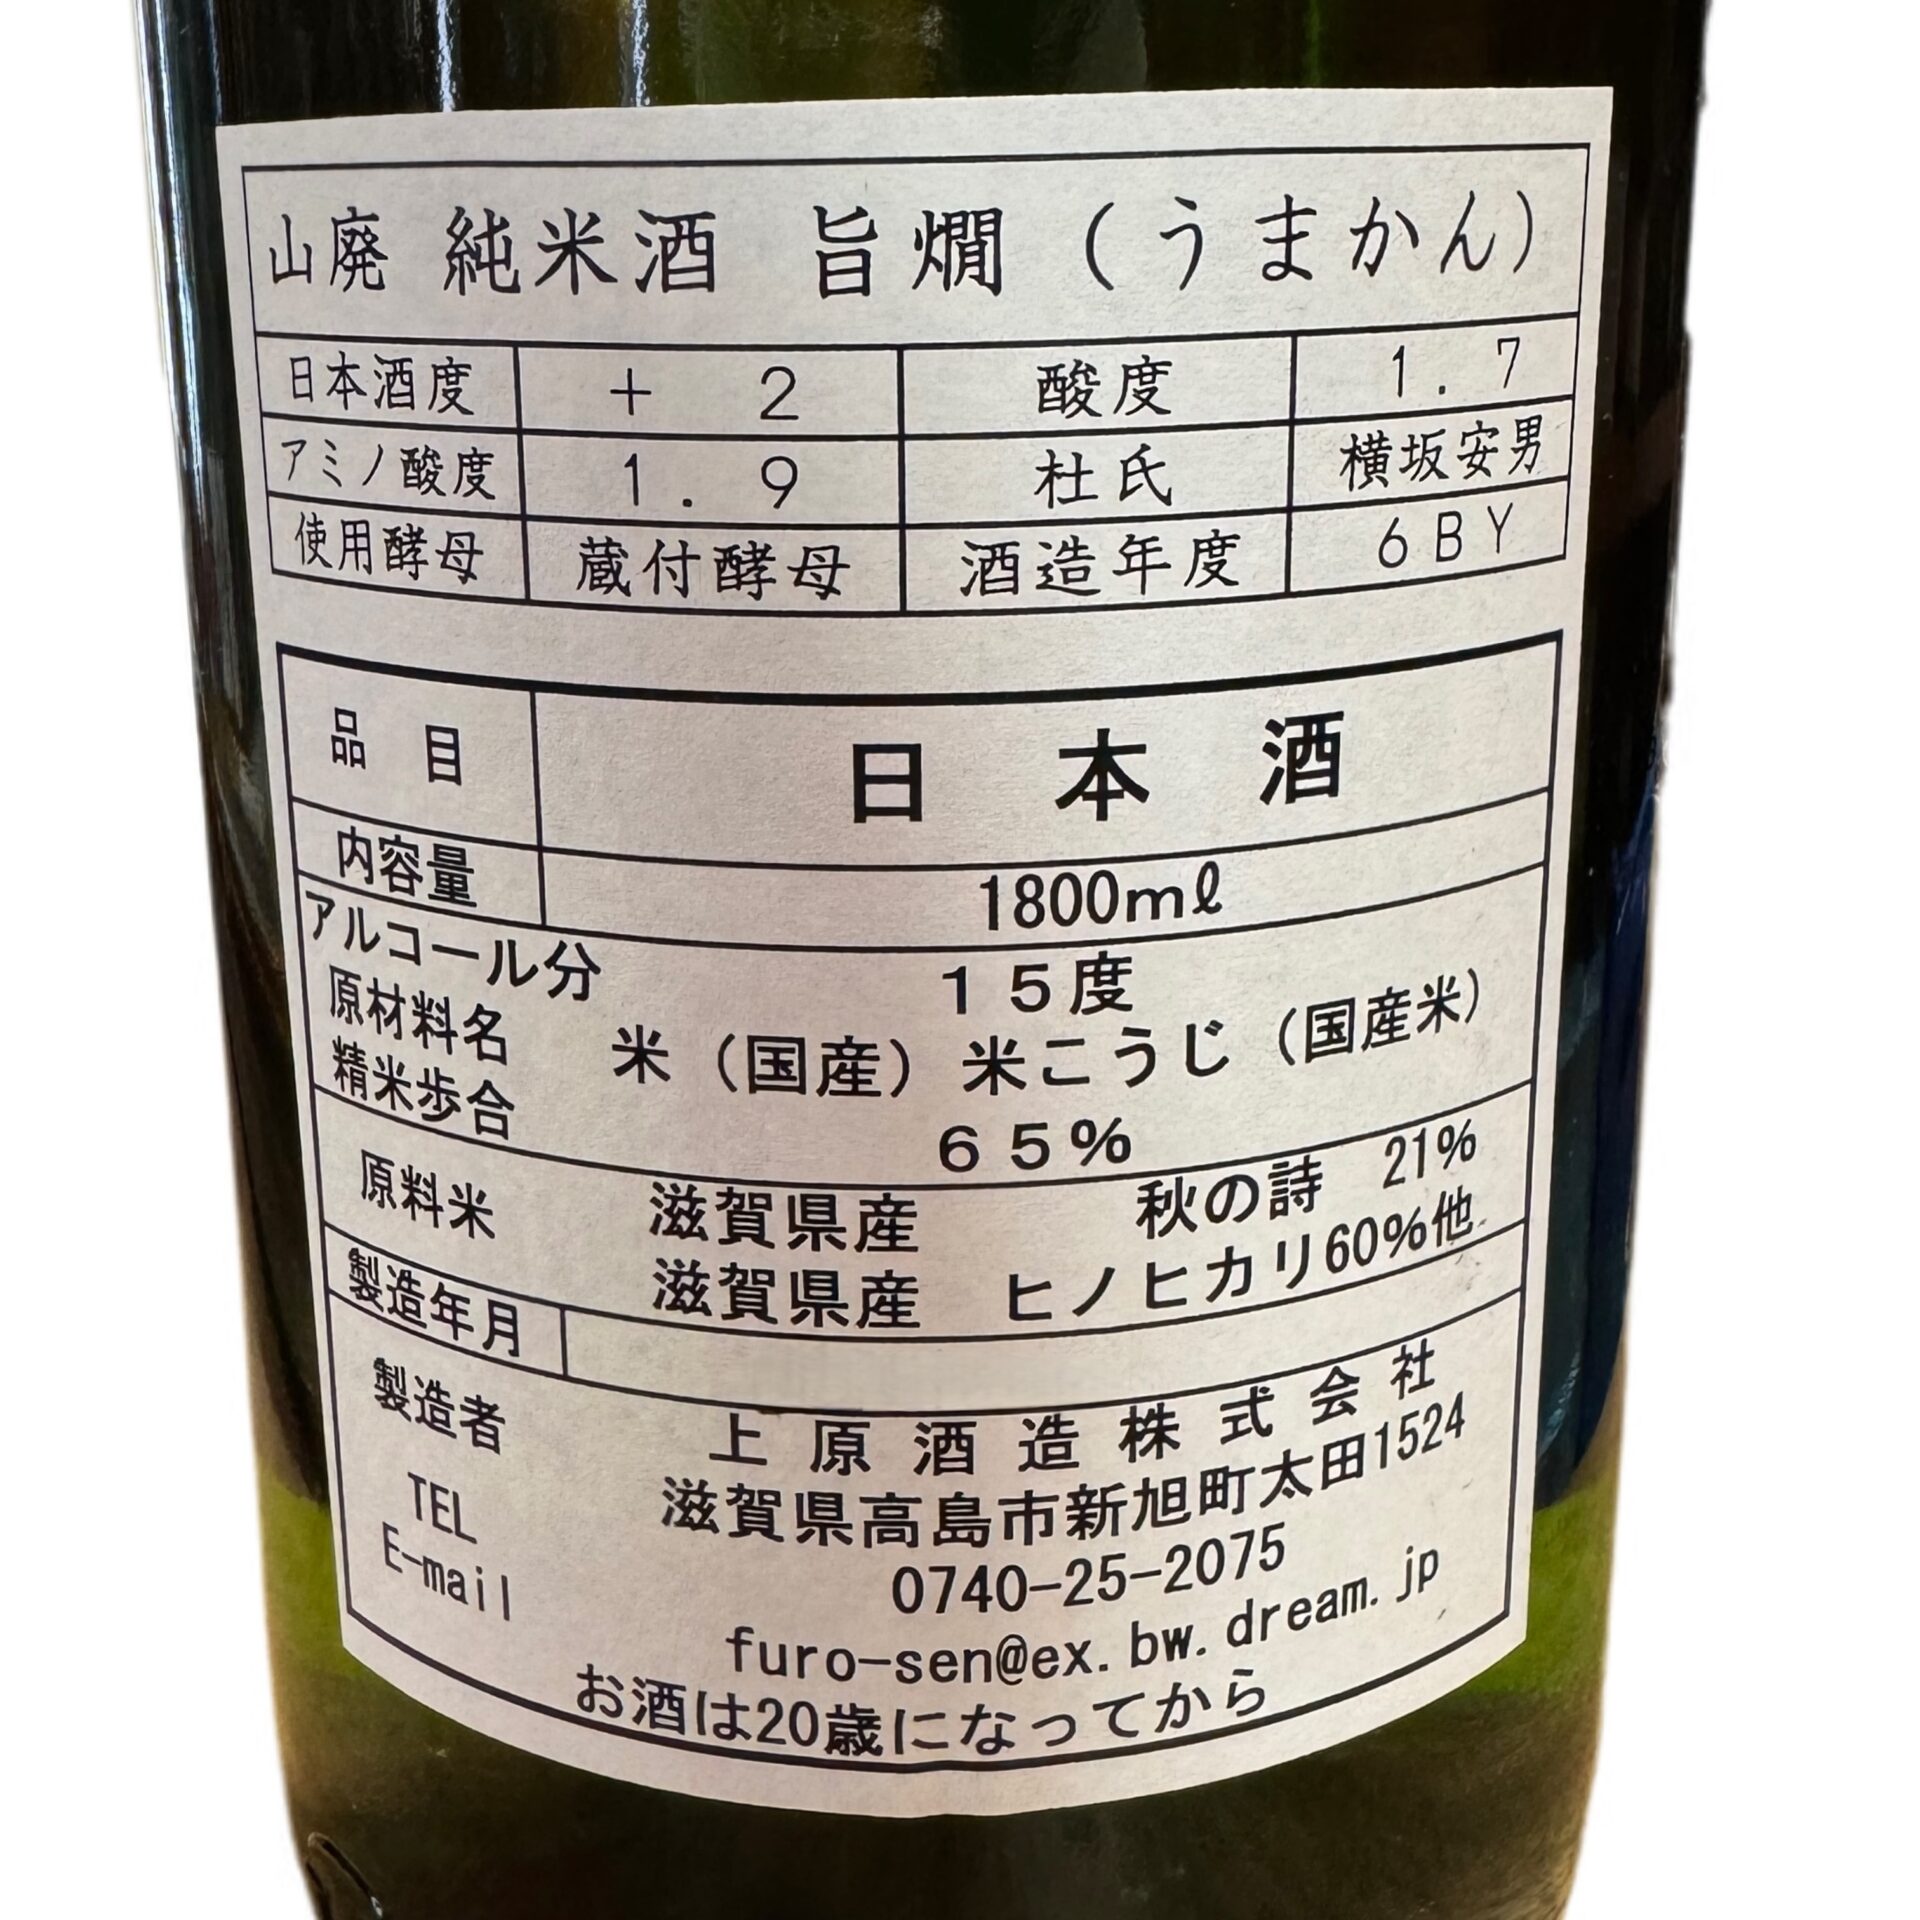 山廃 純米酒 旨燗（うまかん）
日本酒度 ＋ ２ 酸度 １．７
アミノ酸度 １．９ 杜氏 横坂安男
使用酵母 蔵付酵母 酒造年度 ６ＢＹ
品 目 日 本 酒
内容量 1800mℓ
アルコール分 １５度
原材料名 米（国産）米こうじ（国産米）
精米歩合 ６５％
原料米 滋賀県産 秋の詩 21%
滋賀県産 ヒノヒカリ60%他
製造年月
製造者 上原酒造株式会社
滋賀県高島市新旭町太田1524
TEL 0740-25-2075
E-mail furo-sen@ex.bw.dream.jp
お酒は20歳になってから